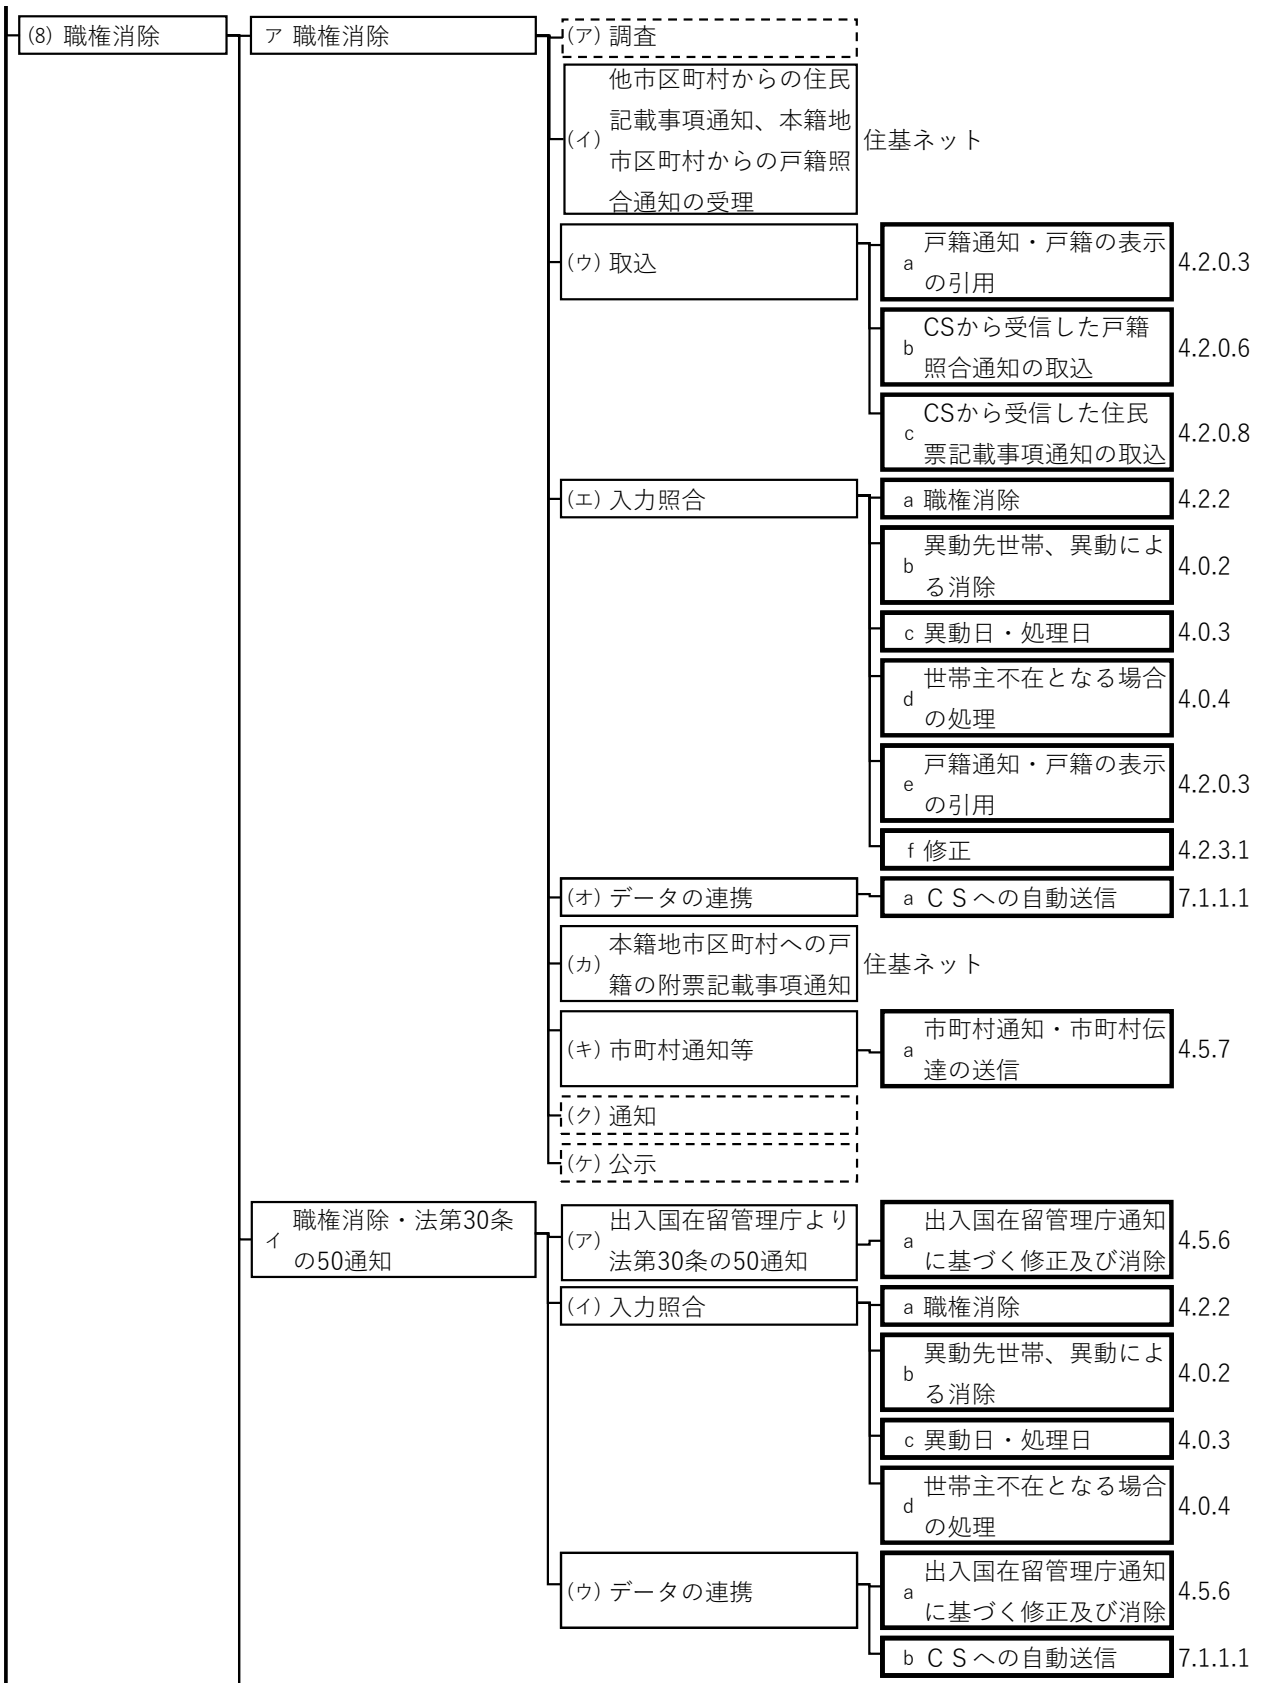 (8) 職権消除
ア 職権消除
(ア) 調査
(イ) 他市区町村からの住民
記載事項通知、本籍地
市区町村からの戸籍照
合通知の受理
住基ネット
(ウ) 取込
a 戸籍通知・戸籍の表示
の引用
4.2.0.3
b CSから受信した戸籍
照合通知の取込
4.2.0.6
c CSから受信した住民
票記載事項通知の取込
4.2.0.8
(エ) 入力照合
a 職権消除
4.2.2
b 異動先世帯、異動によ
る消除
4.0.2
c 異動日・処理日
4.0.3
d 世帯主不在となる場合
の処理
4.0.4
e 戸籍通知・戸籍の表示
の引用
4.2.0.3
f 修正
4.2.3.1
(オ) データの連携
a ＣＳへの自動送信
7.1.1.1
(カ) 本籍地市区町村への戸
籍の附票記載事項通知
住基ネット
(キ) 市町村通知等
a 市町村通知・市町村伝
達の送信
4.5.7
(ク) 通知
(ケ) 公示
イ 職権消除・法第30条
の50通知
(ア) 出入国在留管理庁より
法第30条の50通知
a 出入国在留管理庁通知
に基づく修正及び消除
4.5.6
(イ) 入力照合
a 職権消除
4.2.2
b 異動先世帯、異動によ
る消除
4.0.2
c 異動日・処理日
4.0.3
d 世帯主不在となる場合
の処理
4.0.4
(ウ) データの連携
a 出入国在留管理庁通知
に基づく修正及び消除
4.5.6
b ＣＳへの自動送信
7.1.1.1